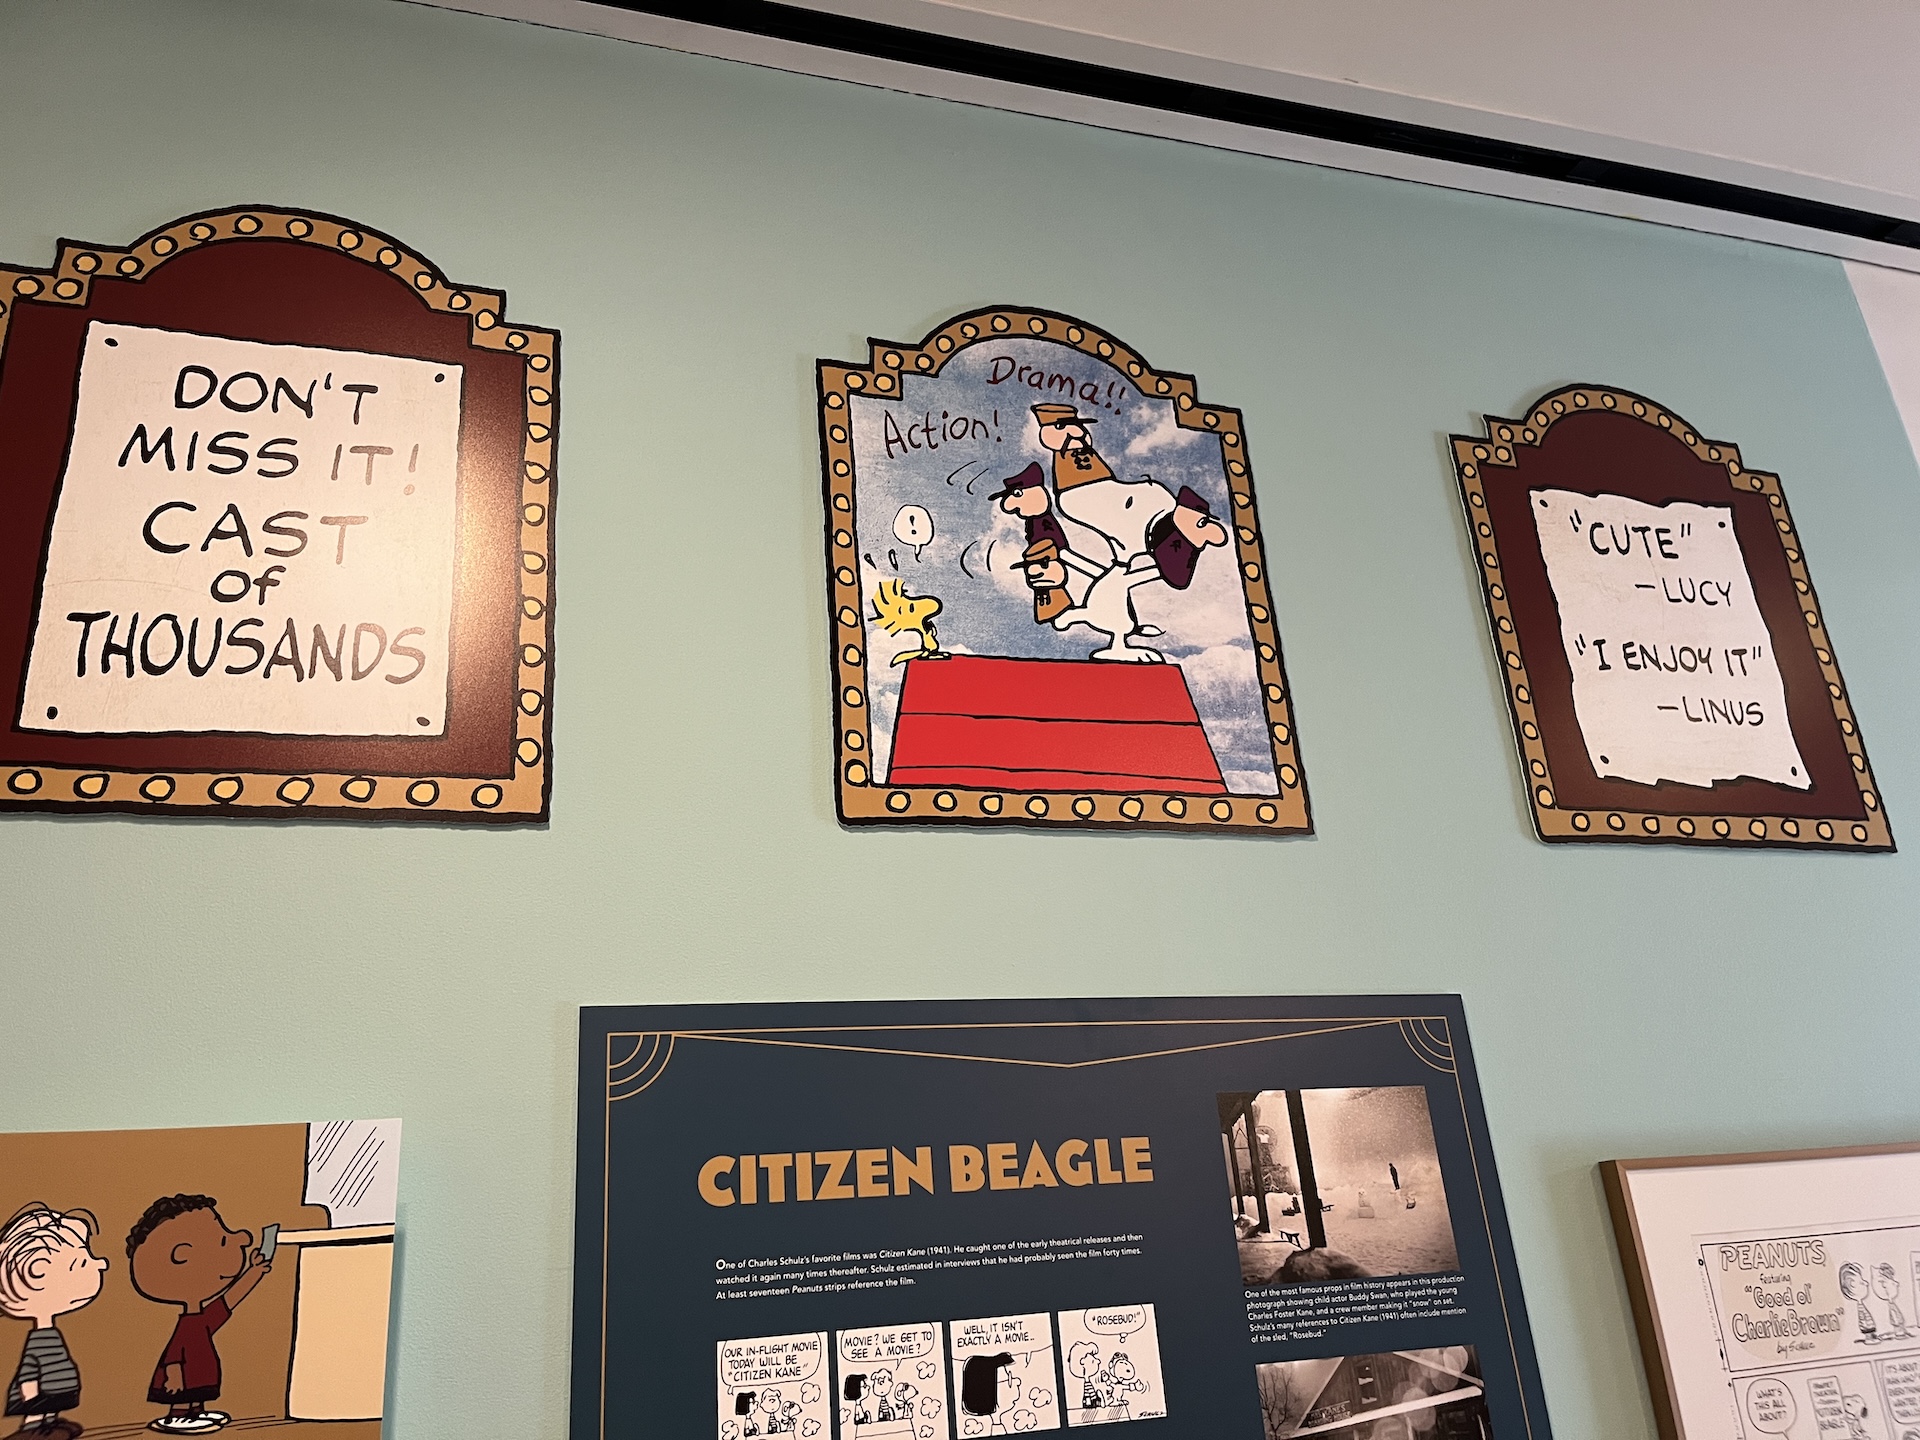 DON'T
MISS IT!
CAST
of
THOUSANDS
Drama!!
Action!
!
"CUTE"
—LUCY
"I ENJOY IT"
—LINUS
CITIZEN BEAGLE
One of Charles Schulz's favorite films was Citizen Kane (1941). He caught one of the early theatrical releases and then
watched it again many times thereafter. Schulz estimated in interviews that he had probably seen the film forty times.
At least seventeen Peanuts strips reference the film.
One of the most famous props in film history appears in this production
photograph showing child actor Buddy Swan, who played the young
Charles Foster Kane, and a crew member making it "snow" on set.
Schulz's many references to Citizen Kane (1941) often include mention
of the sled, "Rosebud."
OUR IN-FLIGHT MOVIE
TODAY WILL BE
"CITIZEN KANE"
MOVIE? WE GET TO
SEE A MOVIE?
WELL, IT ISN'T
EXACTLY A MOVIE..
"ROSEBUD!"
SCHULZ
PEANUTS
featuring
"Good ol'
Charlie Brown"
by Schulz
WHAT'S
THIS ALL
ABOUT?